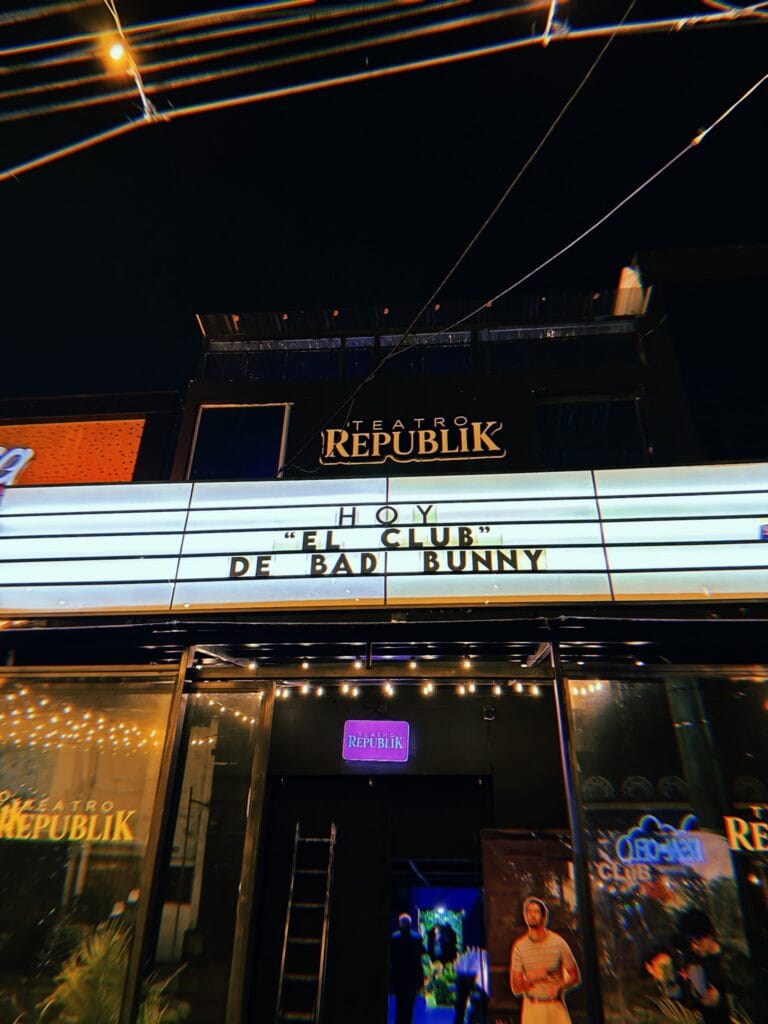 TEATRO
REPUBLIK
HOY
"EL CLUB"
DE BAD BUNNY
TEATRO
REPUBLIK
TEATRO
REPUBLIK
CLUB